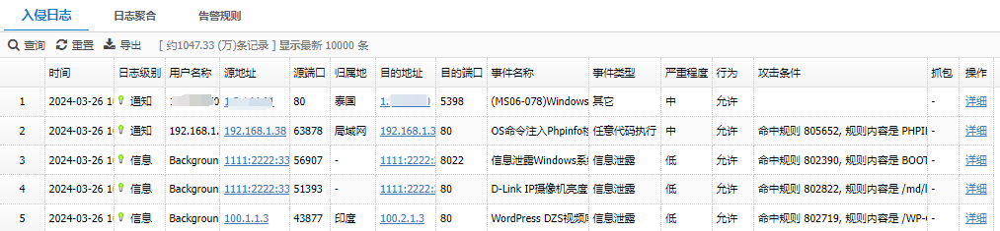 入侵日志 日志聚合 告警规则
查询 重置 导出 [ 约1047.33 (万)条记录 ] 显示最新 10000 条
时间 日志级别 用户名称 源地址 源端口 归属地 目的地址 目的端口 事件名称 事件类型 严重程度 行为 攻击条件 抓包 操作
1 2024-03-26 1 通知 80 泰国 1. 5398 (MS06-078)Windows 其它 中 允许 - 详细
2 2024-03-26 1 通知 192.168.1. 192.168.1.38 63878 局域网 192.168.1.3 80 OS命令注入Phpinfo 任意代码执行 中 允许 命中规则 805652, 规则内容是 PHPI - 详细
3 2024-03-26 1 信息 Backgroun 1111:2222:33 56907 - 1111:2222: 8022 信息泄露Windows系 信息泄露 低 允许 命中规则 802390, 规则内容是 BOOT - 详细
4 2024-03-26 1 信息 Backgroun 1111:2222:33 51393 - 1111:2222: 80 D-Link IP摄像机亮度 信息泄露 低 允许 命中规则 802822, 规则内容是 /md/ - 详细
5 2024-03-26 1 信息 Backgroun 100.1.1.3 43877 印度 100.2.1.3 80 WordPress DZS视频 信息泄露 低 允许 命中规则 802719, 规则内容是 /WP- - 详细